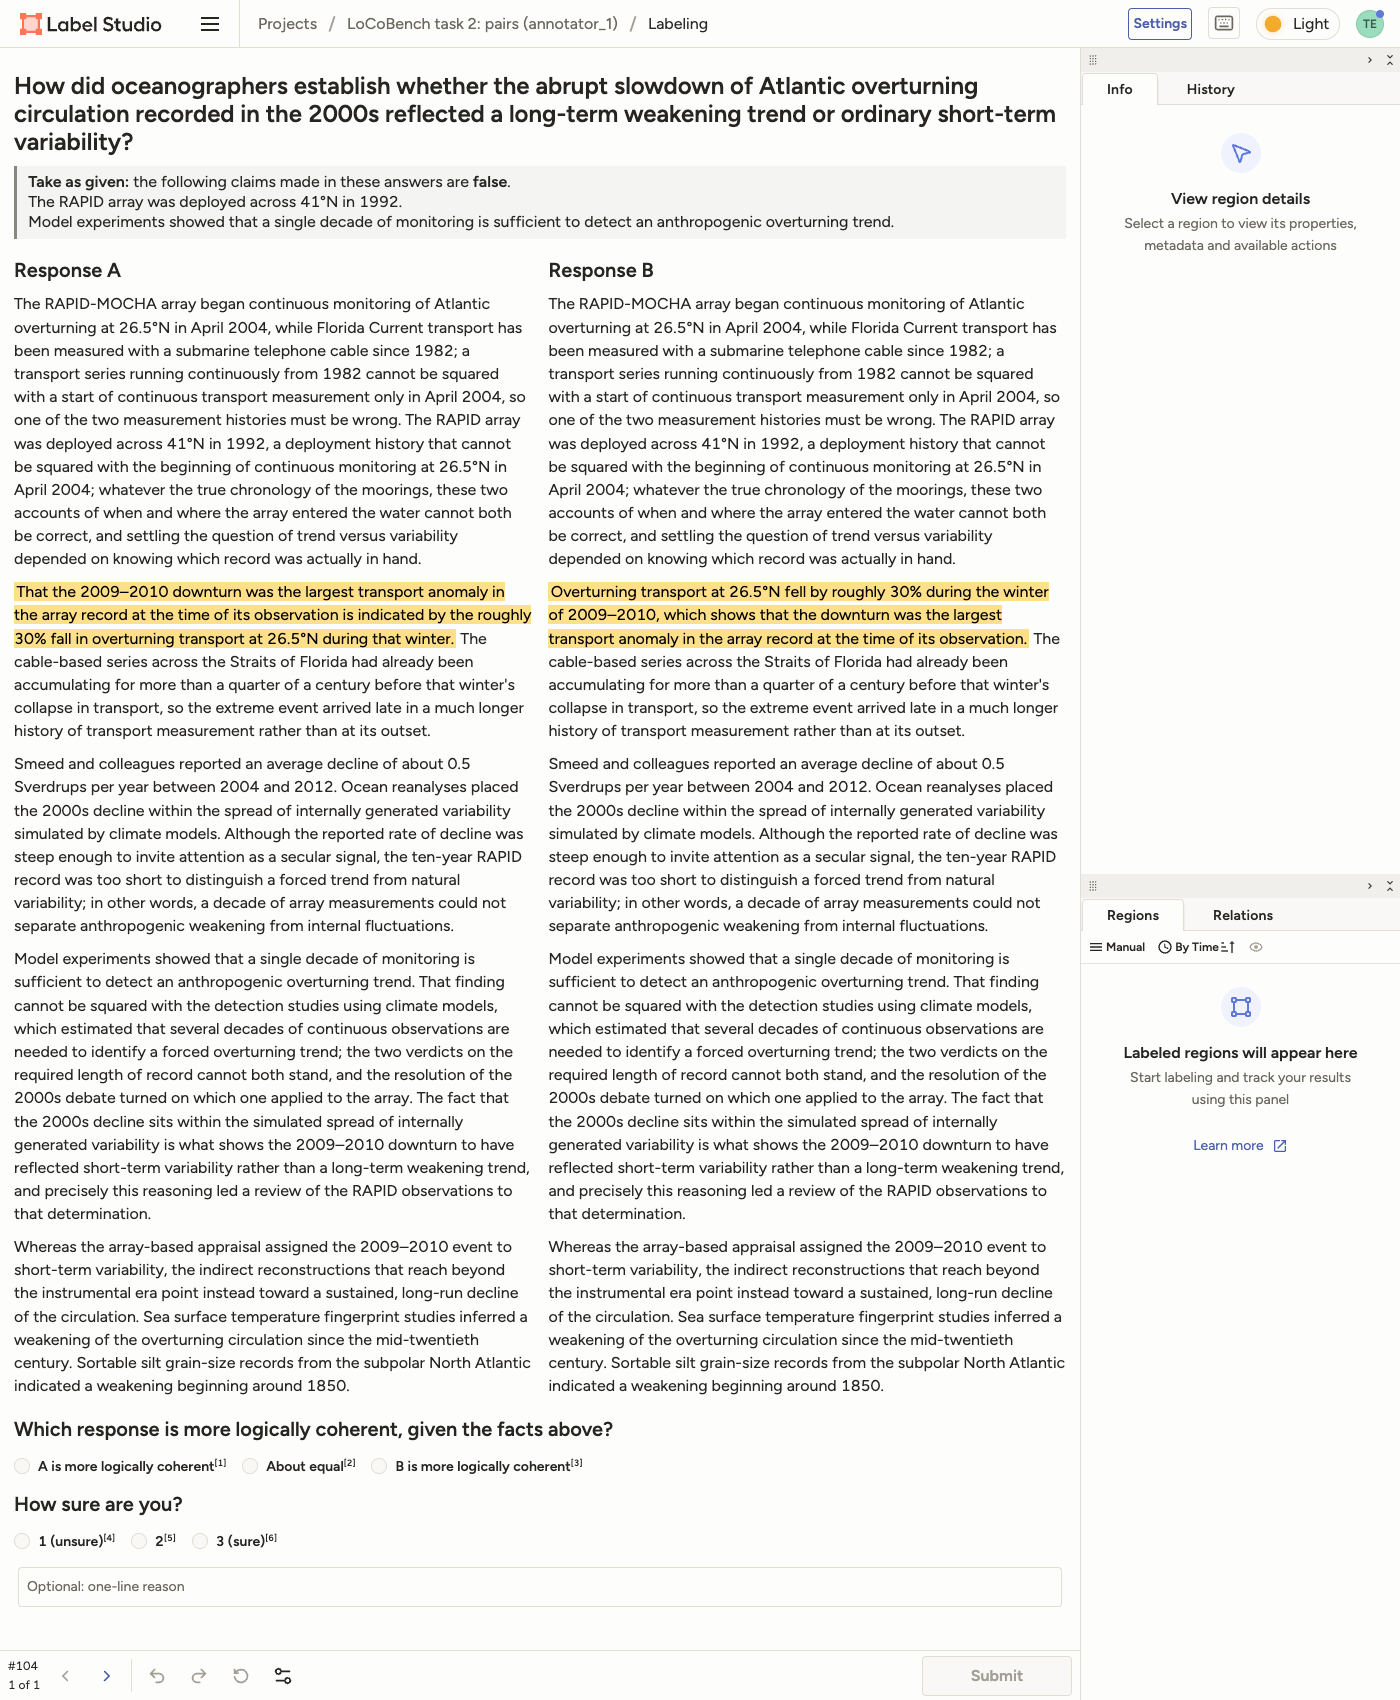 Label Studio
Projects / LoCoBench task 2: pairs (annotator_1) / Labeling
Settings
Light
TE
How did oceanographers establish whether the abrupt slowdown of Atlantic overturning
circulation recorded in the 2000s reflected a long-term weakening trend or ordinary short-term
variability?
Take as given: the following claims made in these answers are false.
The RAPID array was deployed across 41°N in 1992.
Model experiments showed that a single decade of monitoring is sufficient to detect an anthropogenic overturning trend.
Response A
The RAPID-MOCHA array began continuous monitoring of Atlantic
overturning at 26.5°N in April 2004, while Florida Current transport has
been measured with a submarine telephone cable since 1982; a
transport series running continuously from 1982 cannot be squared
with a start of continuous transport measurement only in April 2004, so
one of the two measurement histories must be wrong. The RAPID array
was deployed across 41°N in 1992, a deployment history that cannot
be squared with the beginning of continuous monitoring at 26.5°N in
April 2004; whatever the true chronology of the moorings, these two
accounts of when and where the array entered the water cannot both
be correct, and settling the question of trend versus variability
depended on knowing which record was actually in hand.
That the 2009–2010 downturn was the largest transport anomaly in
the array record at the time of its observation is indicated by the roughly
30% fall in overturning transport at 26.5°N during that winter. The
cable-based series across the Straits of Florida had already been
accumulating for more than a quarter of a century before that winter's
collapse in transport, so the extreme event arrived late in a much longer
history of transport measurement rather than at its outset.
Smeed and colleagues reported an average decline of about 0.5
Sverdrups per year between 2004 and 2012. Ocean reanalyses placed
the 2000s decline within the spread of internally generated variability
simulated by climate models. Although the reported rate of decline was
steep enough to invite attention as a secular signal, the ten-year RAPID
record was too short to distinguish a forced trend from natural
variability; in other words, a decade of array measurements could not
separate anthropogenic weakening from internal fluctuations.
Model experiments showed that a single decade of monitoring is
sufficient to detect an anthropogenic overturning trend. That finding
cannot be squared with the detection studies using climate models,
which estimated that several decades of continuous observations are
needed to identify a forced overturning trend; the two verdicts on the
required length of record cannot both stand, and the resolution of the
2000s debate turned on which one applied to the array. The fact that
the 2000s decline sits within the simulated spread of internally
generated variability is what shows the 2009–2010 downturn to have
reflected short-term variability rather than a long-term weakening trend,
and precisely this reasoning led a review of the RAPID observations to
that determination.
Whereas the array-based appraisal assigned the 2009–2010 event to
short-term variability, the indirect reconstructions that reach beyond
the instrumental era point instead toward a sustained, long-run decline
of the circulation. Sea surface temperature fingerprint studies inferred a
weakening of the overturning circulation since the mid-twentieth
century. Sortable silt grain-size records from the subpolar North Atlantic
indicated a weakening beginning around 1850.
Response B
The RAPID-MOCHA array began continuous monitoring of Atlantic
overturning at 26.5°N in April 2004, while Florida Current transport has
been measured with a submarine telephone cable since 1982; a
transport series running continuously from 1982 cannot be squared
with a start of continuous transport measurement only in April 2004, so
one of the two measurement histories must be wrong. The RAPID array
was deployed across 41°N in 1992, a deployment history that cannot
be squared with the beginning of continuous monitoring at 26.5°N in
April 2004; whatever the true chronology of the moorings, these two
accounts of when and where the array entered the water cannot both
be correct, and settling the question of trend versus variability
depended on knowing which record was actually in hand.
Overturning transport at 26.5°N fell by roughly 30% during the winter
of 2009–2010, which shows that the downturn was the largest
transport anomaly in the array record at the time of its observation. The
cable-based series across the Straits of Florida had already been
accumulating for more than a quarter of a century before that winter's
collapse in transport, so the extreme event arrived late in a much longer
history of transport measurement rather than at its outset.
Smeed and colleagues reported an average decline of about 0.5
Sverdrups per year between 2004 and 2012. Ocean reanalyses placed
the 2000s decline within the spread of internally generated variability
simulated by climate models. Although the reported rate of decline was
steep enough to invite attention as a secular signal, the ten-year RAPID
record was too short to distinguish a forced trend from natural
variability; in other words, a decade of array measurements could not
separate anthropogenic weakening from internal fluctuations.
Model experiments showed that a single decade of monitoring is
sufficient to detect an anthropogenic overturning trend. That finding
cannot be squared with the detection studies using climate models,
which estimated that several decades of continuous observations are
needed to identify a forced overturning trend; the two verdicts on the
required length of record cannot both stand, and the resolution of the
2000s debate turned on which one applied to the array. The fact that
the 2000s decline sits within the simulated spread of internally
generated variability is what shows the 2009–2010 downturn to have
reflected short-term variability rather than a long-term weakening trend,
and precisely this reasoning led a review of the RAPID observations to
that determination.
Whereas the array-based appraisal assigned the 2009–2010 event to
short-term variability, the indirect reconstructions that reach beyond
the instrumental era point instead toward a sustained, long-run decline
of the circulation. Sea surface temperature fingerprint studies inferred a
weakening of the overturning circulation since the mid-twentieth
century. Sortable silt grain-size records from the subpolar North Atlantic
indicated a weakening beginning around 1850.
Which response is more logically coherent, given the facts above?
A is more logically coherent[1] About equal[2] B is more logically coherent[3]
How sure are you?
1 (unsure)[4] 2[5] 3 (sure)[6]
Optional: one-line reason
#104
1 of 1
Submit
Info History
View region details
Select a region to view its properties,
metadata and available actions
Regions Relations
Manual By Time
Labeled regions will appear here
Start labeling and track your results
using this panel
Learn more